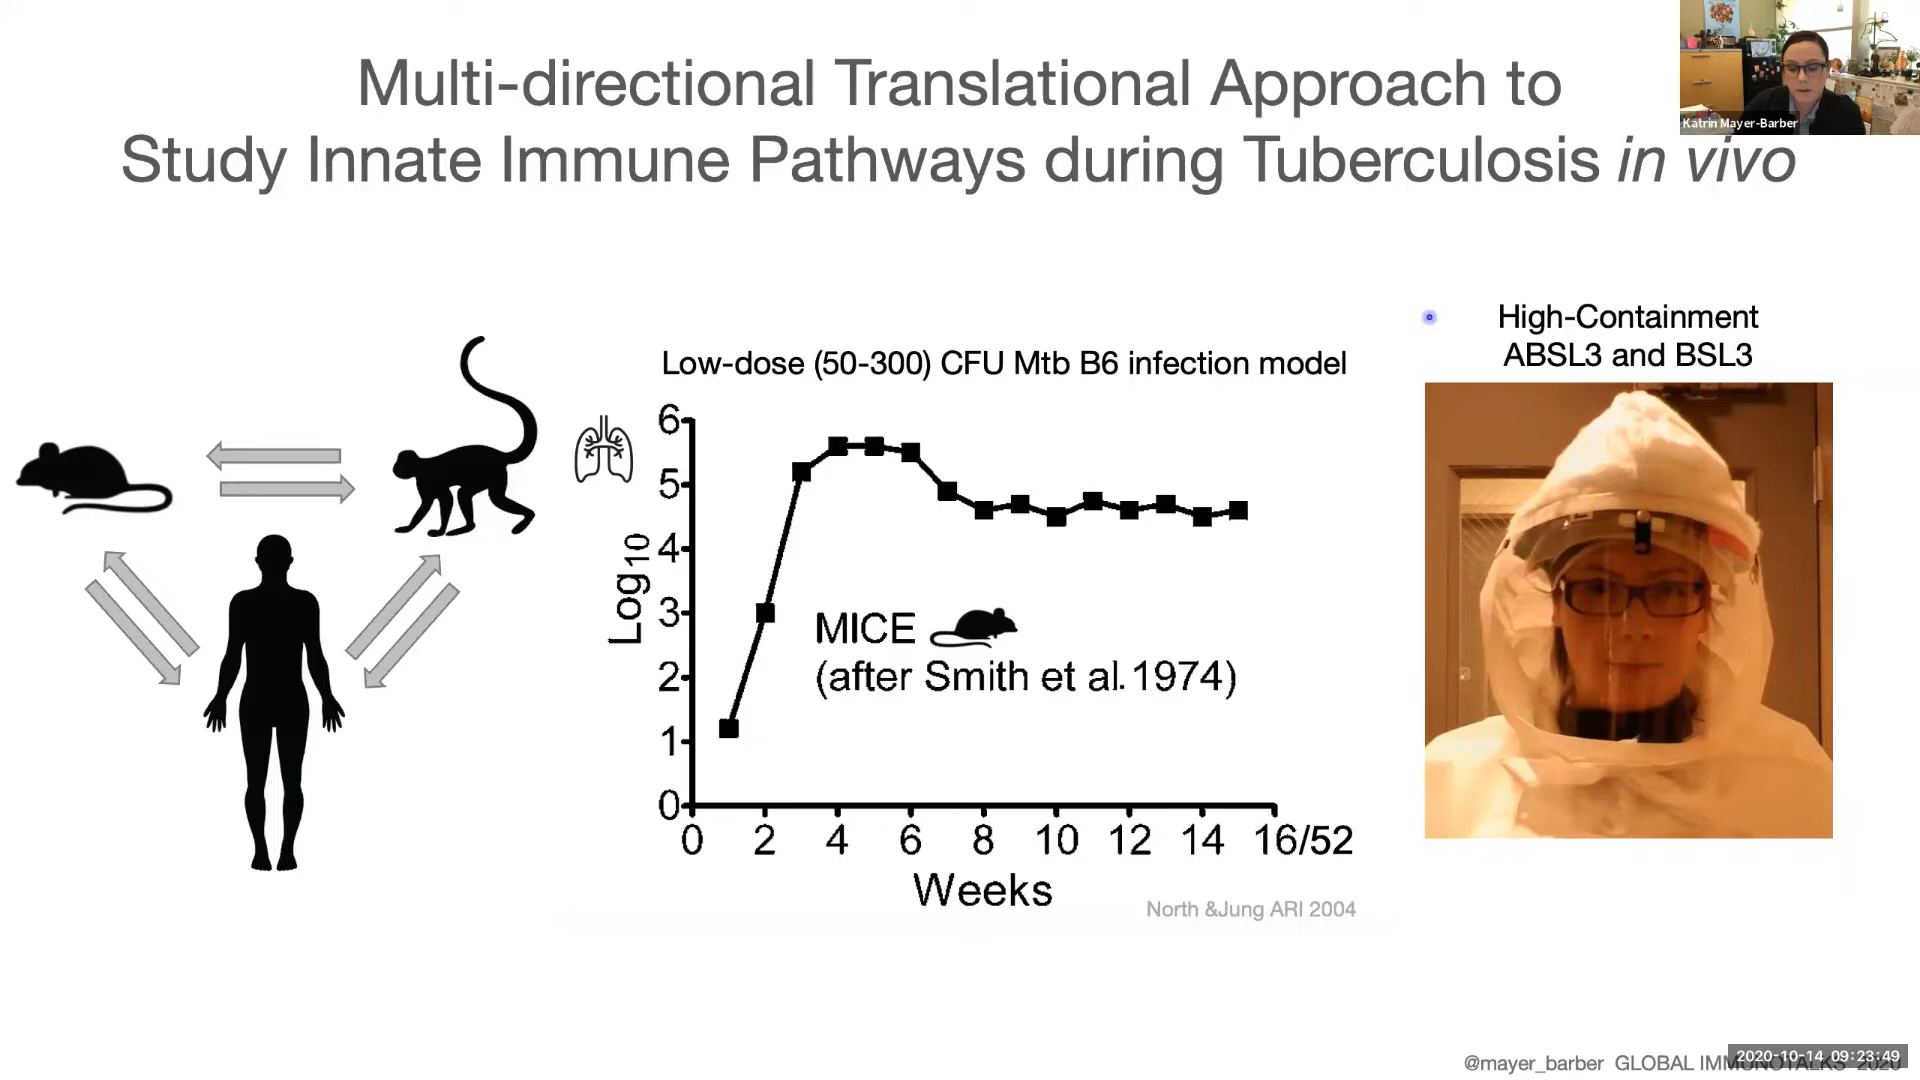 Multi-directional Translational Approach to
Study Innate Immune Pathways during Tuberculosis in vivo
Katrin Mayer-Barber
High-Containment
ABSL3 and BSL3
Low-dose (50-300) CFU Mtb B6 infection model
6
5
4
3
2
1
0
Log10
MICE
(after Smith et al. 1974)
0 2 4 6 8 10 12 14 16/52
Weeks
North &Jung ARI 2004
@mayer_barber GLOBAL IMMUNOTALKS 2020
2020-10-14 09:23:49